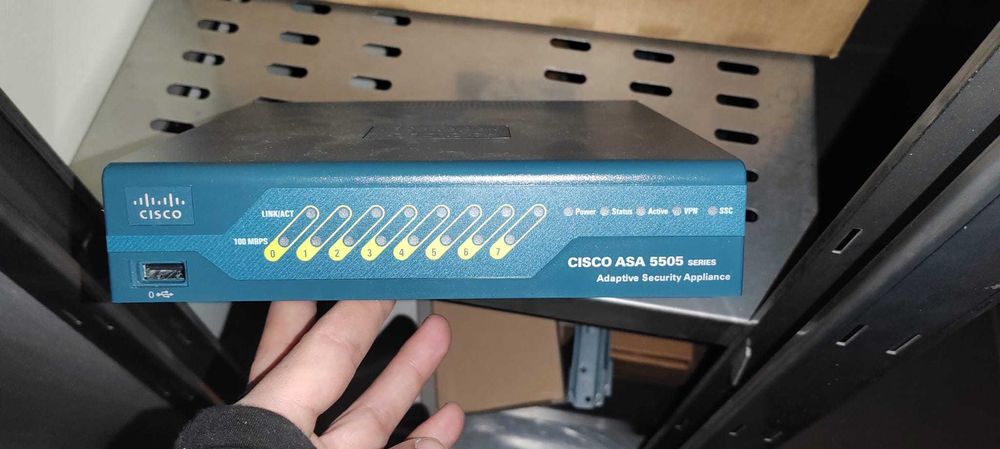 CISCO
LINK/ACT
100 MBPS
0 1 2 3 4 5 6 7
Power Status Active VPN SSC
CISCO ASA 5505 SERIES
Adaptive Security Appliance
0